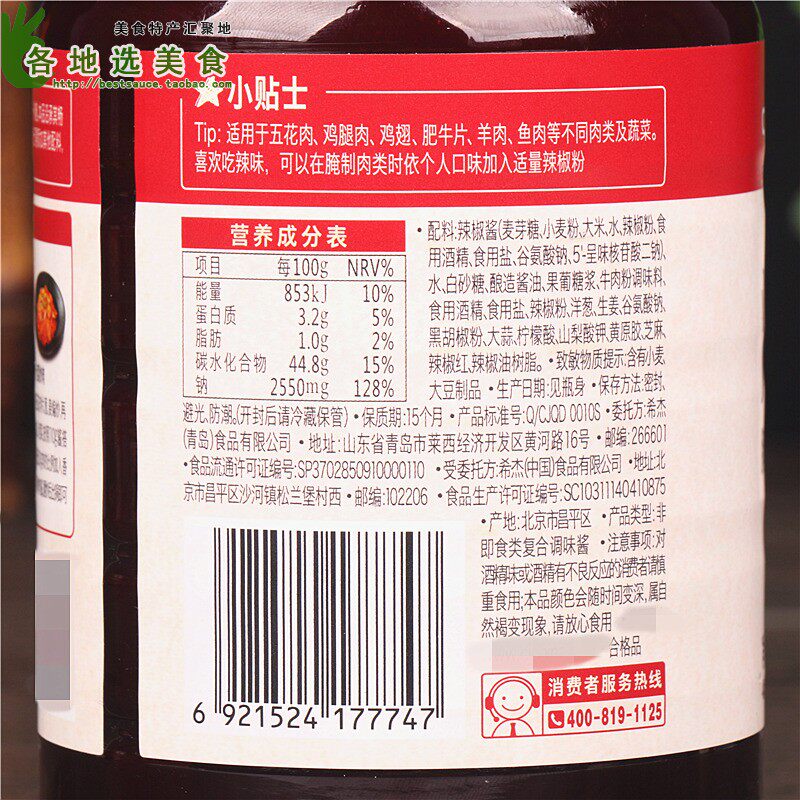 美食特产汇聚地
各地选美食
http://bestsauce.taobao.com/
小贴士
Tip: 适用于五花肉、鸡腿肉、鸡翅、肥牛片、羊肉、鱼肉等不同肉类及蔬菜。
喜欢吃辣味，可以在腌制肉类时依个人口味加入适量辣椒粉
营养成分表
项目 每100g NRV%
能量 853kJ 10%
蛋白质 3.2g 5%
脂肪 1.0g 2%
碳水化合物 44.8g 15%
钠 2550mg 128%
•配料:辣椒酱(麦芽糖,小麦粉,大米,水,辣椒粉,食
用酒精,食用盐,谷氨酸钠,5'-呈味核苷酸二钠),
水,白砂糖,酿造酱油,果葡糖浆,牛肉粉调味料,
食用酒精,食用盐,辣椒粉,洋葱,生姜,谷氨酸钠,
黑胡椒粉,大蒜,柠檬酸,山梨酸钾,黄原胶,芝麻,
辣椒红,辣椒油树脂。•致敏物质提示:含有小麦,
大豆制品 •生产日期:见瓶身 •保存方法:密封,
避光,防潮。(开封后请冷藏保管) •保质期:15个月 •产品标准号:Q/CJQD 0010S •委托方:希杰
(青岛)食品有限公司 •地址:山东省青岛市莱西经济开发区黄河路16号 •邮编:266601
•食品流通许可证编号:SP3702850910000110 •受委托方:希杰(中国)食品有限公司 •地址:北
京市昌平区沙河镇松兰堡村西 •邮编:102206 •食品生产许可证编号:SC10311140410875
•产地:北京市昌平区 •产品类型:非
即食类复合调味酱 •注意事项:对
酒精味或酒精有不良反应的消费者请慎
重食用;本品颜色会随时间变深,属自
然褐变现象,请放心食用
合格品
6 921524 177747
消费者服务热线
400-819-1125